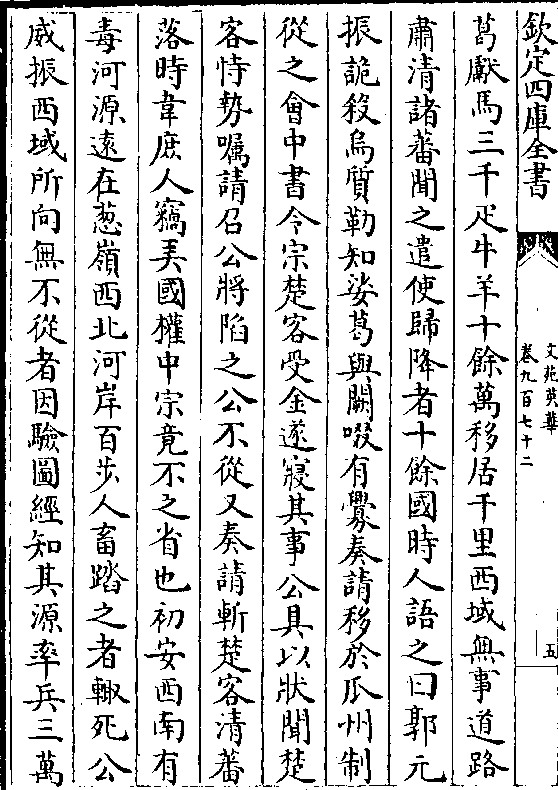 欽定四庫全書
文苑英華
卷九百七十二
五
葛獻馬三千疋牛羊十餘萬移居千里西域無事道路
肅清諸蕃聞之遣使歸降者十餘國時人語之曰郭元
振詭殺烏質勒知娑葛與闕啜有釁奏請移於瓜州制
從之會中書令宗楚客受金遂寢其事公具以狀聞楚
客恃勢囑請召公將陷之公不從又奏請斬楚客清蕃
落時韋庶人竊弄國權中宗竟不之省也初安西南有
毒河源遠在葱嶺西北河岸百步人畜踏之者輙死公
威振西域所向無不從者因驗圖經知其源率兵三萬